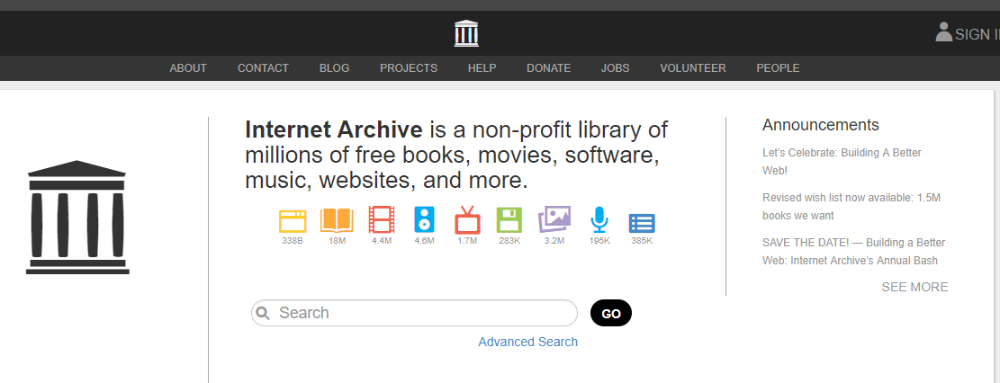 SIGN I
ABOUT CONTACT BLOG PROJECTS HELP DONATE JOBS VOLUNTEER PEOPLE
Internet Archive is a non-profit library of
millions of free books, movies, software,
music, websites, and more.
338B 18M 4.4M 4.6M 1.7M 283K 3.2M 195K 385K
Search GO
Advanced Search
Announcements
Let's Celebrate: Building A Better
Web!
Revised wish list now available: 1.5M
books we want
SAVE THE DATE! — Building a Better
Web: Internet Archive's Annual Bash
SEE MORE